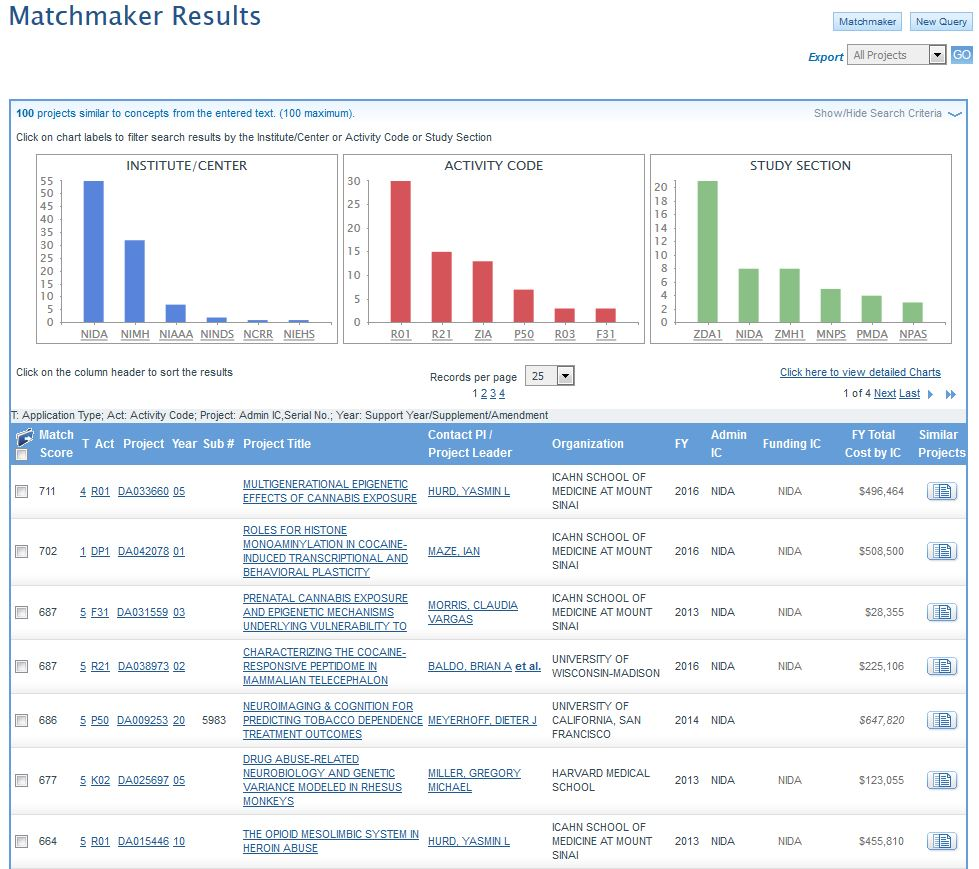 Matchmaker Results
Matchmaker New Query
Export All Projects GO
100 projects similar to concepts from the entered text. (100 maximum).
Show/Hide Search Criteria
Click on chart labels to filter search results by the Institute/Center or Activity Code or Study Section
INSTITUTE/CENTER
55
50
45
40
35
30
25
20
15
10
5
0
NIDA NIMH NIAAA NINDS NCRR NIEHS
ACTIVITY CODE
30
25
20
15
10
5
0
R01 R21 ZIA P50 R03 F31
STUDY SECTION
20
18
16
14
12
10
8
6
4
2
0
ZDA1 NIDA ZMH1 MNPS PMDA NPAS
Click on the column header to sort the results
Records per page 25
1 2 3 4
Click here to view detailed Charts
1 of 4 Next Last
T: Application Type; Act: Activity Code; Project: Admin IC,Serial No.; Year: Support Year/Supplement/Amendment
Match
Score
T Act Project Year Sub # Project Title
Contact PI /
Project Leader
Organization
FY
Admin
IC
Funding IC
FY Total
Cost by IC
Similar
Projects
711 4 R01 DA033660 05
MULTIGENERATIONAL EPIGENETIC
EFFECTS OF CANNABIS EXPOSURE
HURD, YASMIN L
ICAHN SCHOOL OF
MEDICINE AT MOUNT
SINAI
2016 NIDA NIDA $496,464
702 1 DP1 DA042078 01
ROLES FOR HISTONE
MONOAMINYLATION IN COCAINE-
INDUCED TRANSCRIPTIONAL AND
BEHAVIORAL PLASTICITY
MAZE, IAN
ICAHN SCHOOL OF
MEDICINE AT MOUNT
SINAI
2016 NIDA NIDA $508,500
687 5 F31 DA031559 03
PRENATAL CANNABIS EXPOSURE
AND EPIGENETIC MECHANISMS
UNDERLYING VULNERABILITY TO
MORRIS, CLAUDIA
VARGAS
ICAHN SCHOOL OF
MEDICINE AT MOUNT
SINAI
2013 NIDA NIDA $28,355
687 5 R21 DA038973 02
CHARACTERIZING THE COCAINE-
RESPONSIVE PEPTIDOME IN
MAMMALIAN TELECEPHALON
BALDO, BRIAN A et al.
UNIVERSITY OF
WISCONSIN-MADISON
2016 NIDA NIDA $225,106
686 5 P50 DA009253 20 5983
NEUROIMAGING & COGNITION FOR
PREDICTING TOBACCO DEPENDENCE
TREATMENT OUTCOMES
MEYERHOFF, DIETER J
UNIVERSITY OF
CALIFORNIA, SAN
FRANCISCO
2014 NIDA $647,820
677 5 K02 DA025697 05
DRUG ABUSE-RELATED
NEUROBIOLOGY AND GENETIC
VARIANCE MODELED IN RHESUS
MONKEYS
MILLER, GREGORY
MICHAEL
HARVARD MEDICAL
SCHOOL
2013 NIDA NIDA $123,055
664 5 R01 DA015446 10
THE OPIOID MESOLIMBIC SYSTEM IN
HEROIN ABUSE
HURD, YASMIN L
ICAHN SCHOOL OF
MEDICINE AT MOUNT
SINAI
2013 NIDA NIDA $455,810